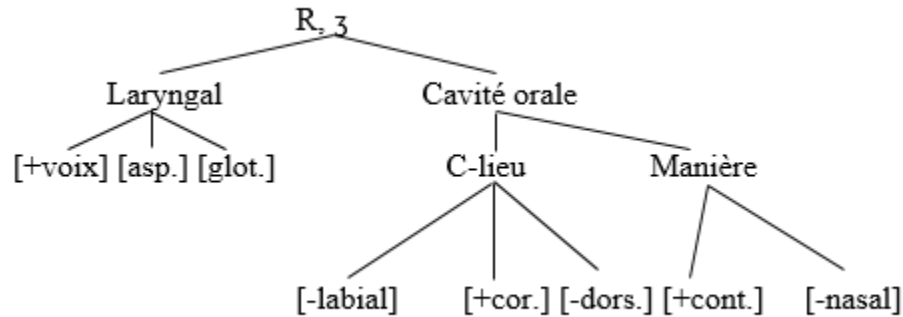 R, ʒ
Laryngal Cavité orale
[+voix] [asp.] [glot.] C-lieu Manière
[-labial] [+cor.] [-dors.] [+cont.] [-nasal]